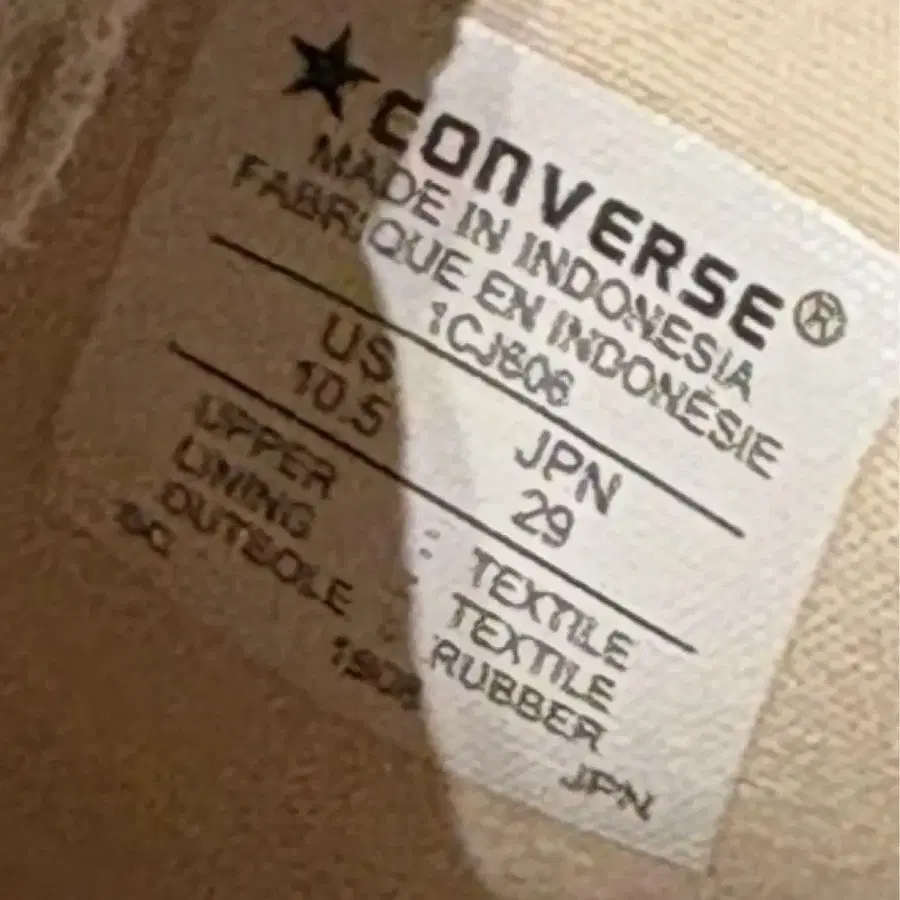 ★CONVERSE®
MADE IN INDONESIA
FABRIQUE EN INDONÉSIE
1CJ606
US JPN
10.5 29
UPPER : TEXTILE
LINING : TEXTILE
OUTSOLE : RUBBER
JPN